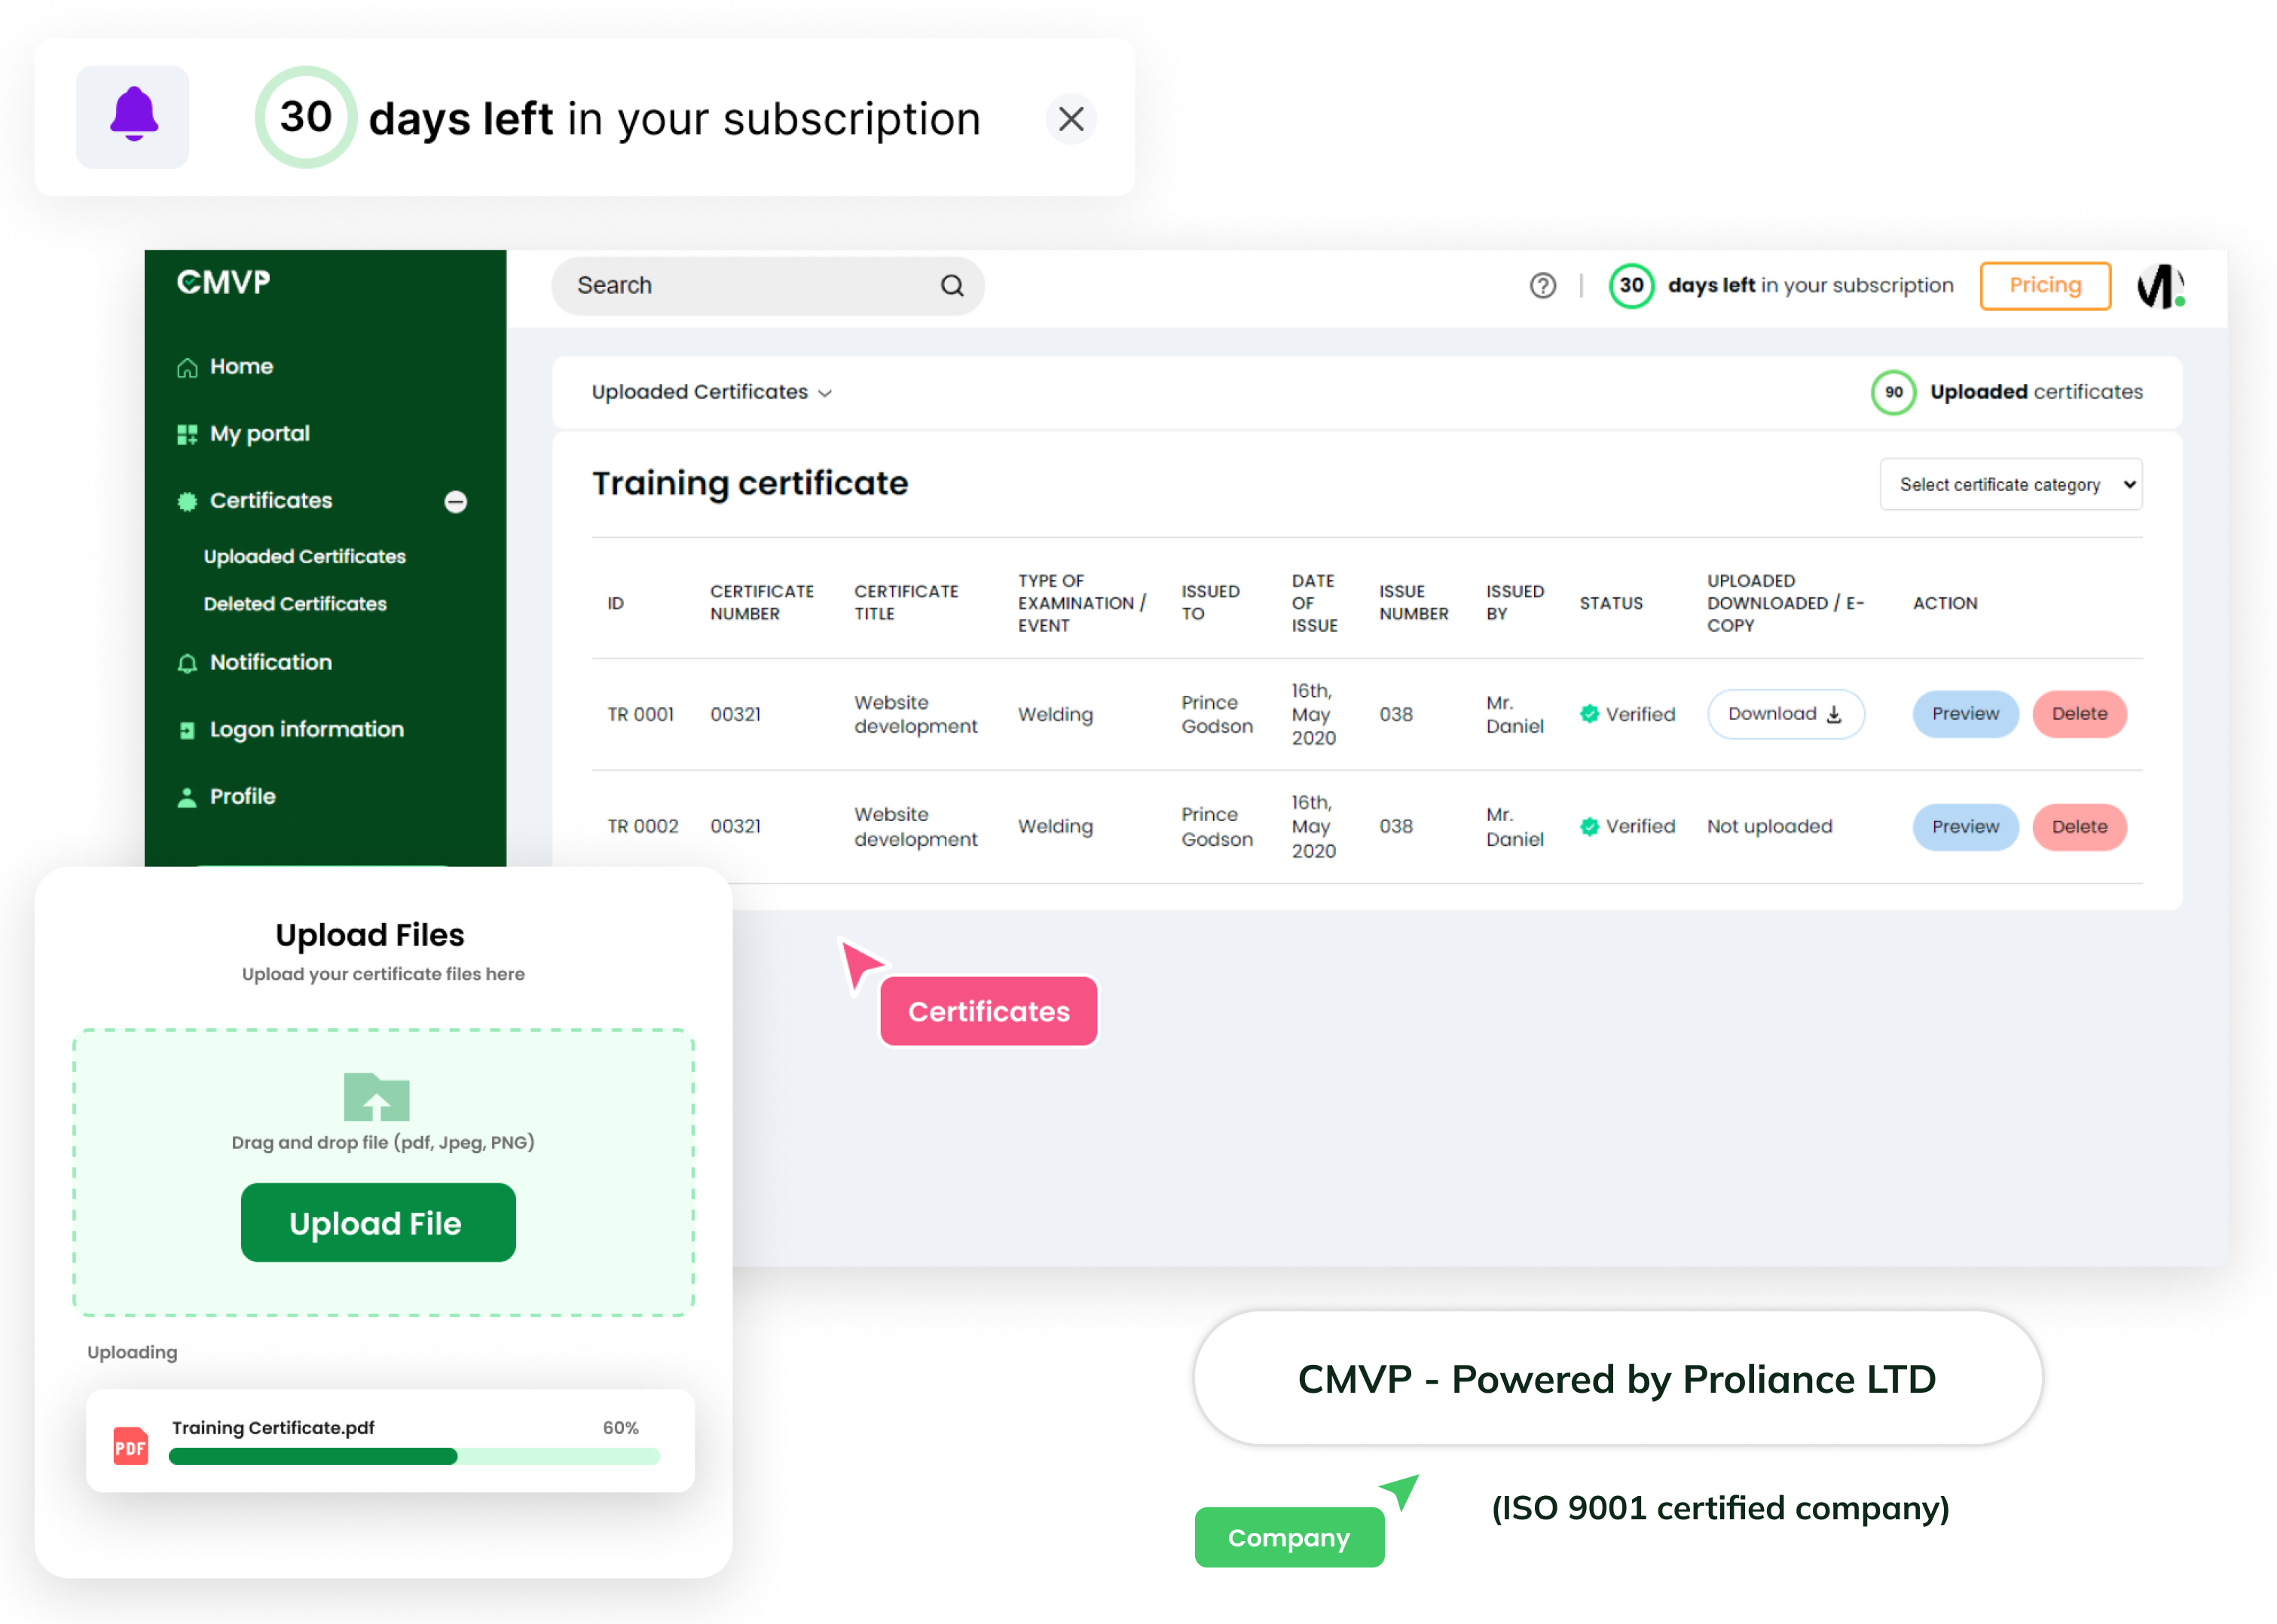 30 days left in your subscription
CMVP
Search
30 days left in your subscription
Pricing
Home
My portal
Certificates
Uploaded Certificates
Deleted Certificates
Notification
Logon information
Profile
Uploaded Certificates
90 Uploaded certificates
Training certificate
Select certificate category
ID
CERTIFICATE
NUMBER
CERTIFICATE
TITLE
TYPE OF
EXAMINATION /
EVENT
ISSUED
TO
DATE
OF
ISSUE
ISSUE
NUMBER
ISSUED
BY
STATUS
UPLOADED
DOWNLOADED / E-
COPY
ACTION
TR 0001
00321
Website
development
Welding
Prince
Godson
16th,
May
2020
038
Mr.
Daniel
Verified
Download
Preview
Delete
TR 0002
00321
Website
development
Welding
Prince
Godson
16th,
May
2020
038
Mr.
Daniel
Verified
Not uploaded
Preview
Delete
Certificates
Upload Files
Upload your certificate files here
Drag and drop file (pdf, Jpeg, PNG)
Upload File
Uploading
PDF
Training Certificate.pdf
60%
CMVP - Powered by Proliance LTD
(ISO 9001 certified company)
Company